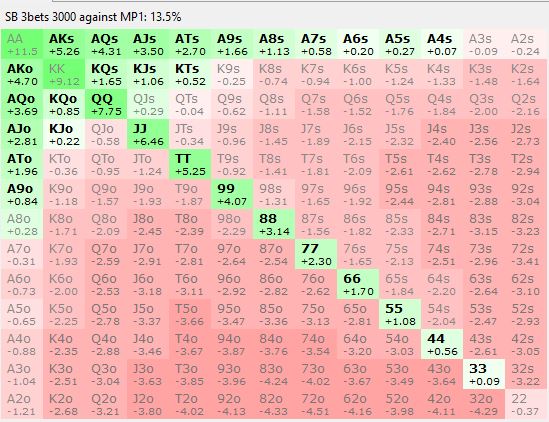 SB 3bets 3000 against MP1: 13.5%
AA AKs AQs AJs ATs A9s A8s A7s A6s A5s A4s A3s A2s
+11.5 +5.26 +4.31 +3.50 +2.70 +1.66 +1.13 +0.58 +0.20 +0.27 +0.07 -0.09 -0.24
AKo KK KQs KJs KTs K9s K8s K7s K6s K5s K4s K3s K2s
+4.70 +9.12 +1.65 +1.06 +0.52 -0.25 -0.74 -0.94 -1.00 -1.24 -1.33 -1.48 -1.64
AQo KQo QQ QJs QTs Q9s Q8s Q7s Q6s Q5s Q4s Q3s Q2s
+3.69 +0.85 +7.75 +0.29 -0.04 -0.62 -1.11 -1.58 -1.52 -1.76 -1.84 -2.00 -2.16
AJo KJo QJo JJ JTs J9s J8s J7s J6s J5s J4s J3s J2s
+2.81 +0.22 -0.58 +6.46 -0.34 -0.96 -1.45 -1.89 -2.15 -2.32 -2.40 -2.56 -2.73
ATo KTo QTo JTo TT T9s T8s T7s T6s T5s T4s T3s T2s
+1.96 -0.36 -0.95 -1.24 +5.25 -0.92 -1.41 -1.81 -2.09 -2.61 -2.62 -2.78 -2.94
A9o K9o Q9o J9o T9o 99 98s 97s 96s 95s 94s 93s 92s
+0.84 -1.18 -1.57 -1.93 -1.87 +4.07 -1.31 -1.65 -1.92 -2.44 -2.81 -2.88 -3.04
A8o K8o Q8o J8o T8o 98o 88 87s 86s 85s 84s 83s 82s
+0.28 -1.71 -2.09 -2.45 -2.39 -2.29 +3.14 -1.56 -1.82 -2.33 -2.71 -3.15 -3.23
A7o K7o Q7o J7o T7o 97o 87o 77 76s 75s 74s 73s 72s
-0.31 -1.93 -2.59 -2.91 -2.81 -2.64 -2.54 +2.30 -1.65 -2.13 -2.51 -2.96 -3.41
A6o K6o Q6o J6o T6o 96o 86o 76o 66 65s 64s 63s 62s
-0.73 -2.00 -2.53 -3.18 -3.11 -2.92 -2.82 -2.62 +1.70 -1.84 -2.20 -2.64 -3.10
A5o K5o Q5o J5o T5o 95o 85o 75o 65o 55 54s 53s 52s
-0.65 -2.25 -2.78 -3.37 -3.66 -3.47 -3.36 -3.13 -2.81 +1.08 -2.04 -2.47 -2.93
A4o K4o Q4o J4o T4o 94o 84o 74o 64o 54o 44 43s 42s
-0.88 -2.35 -2.88 -3.46 -3.67 -3.87 -3.76 -3.54 -3.20 -3.03 +0.56 -2.61 -3.05
A3o K3o Q3o J3o T3o 93o 83o 73o 63o 53o 43o 33 32s
-1.04 -2.51 -3.04 -3.63 -3.85 -3.96 -4.24 -4.02 -3.67 -3.49 -3.64 +0.09 -3.22
A2o K2o Q2o J2o T2o 92o 82o 72o 62o 52o 42o 32o 22
-1.21 -2.68 -3.21 -3.80 -4.02 -4.13 -4.33 -4.51 -4.16 -3.98 -4.11 -4.29 -0.37